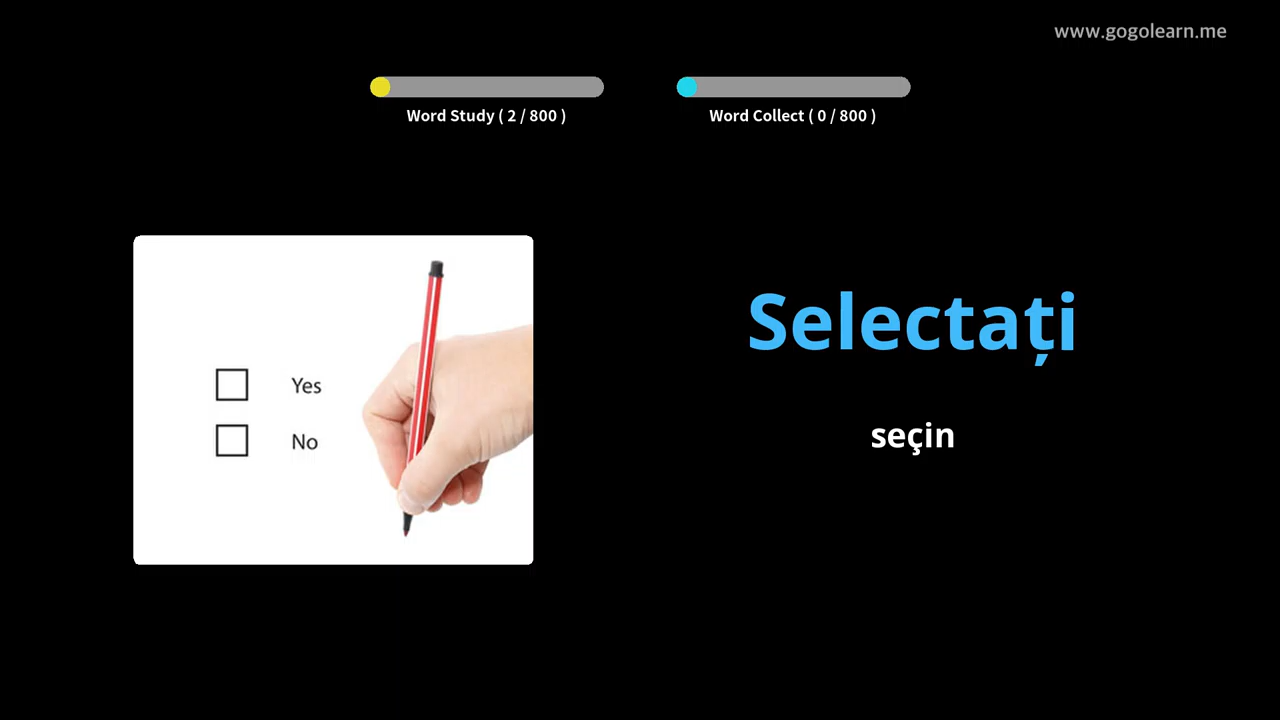 www.gogolearn.me
Word Study ( 2 / 800 )
Word Collect ( 0 / 800 )
Selectați
seçin
Yes
No